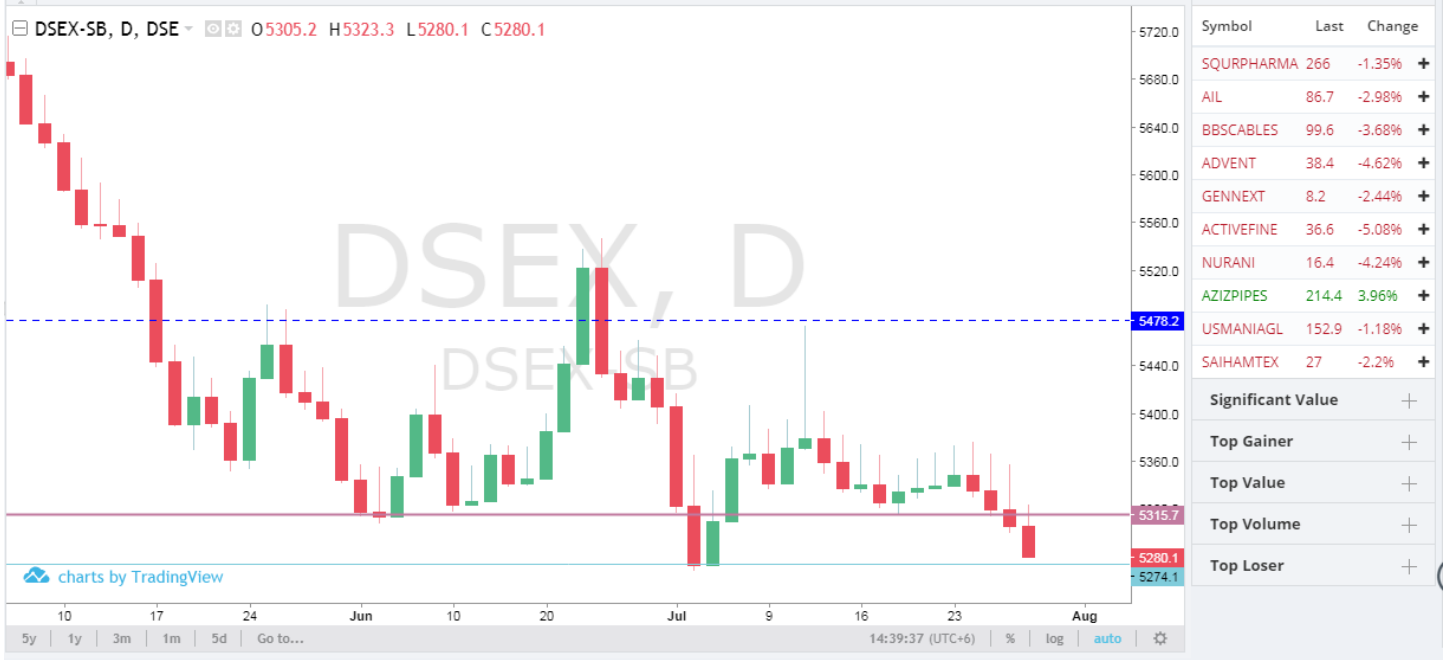 DSEX-SB, D, DSE O5305.2 H5323.3 L5280.1 C5280.1
DSEX, D
DSEX-SB
5720.0
5680.0
5640.0
5600.0
5560.0
5520.0
5478.2
5440.0
5400.0
5360.0
5315.7
5280.1
5274.1
charts by TradingView
10 17 24 Jun 10 20 Jul 9 16 23 Aug
5y 1y 3m 1m 5d Go to... 14:39:37 (UTC+6) % log auto
Symbol Last Change
SQURPHARMA 266 -1.35% +
AIL 86.7 -2.98% +
BBSCABLES 99.6 -3.68% +
ADVENT 38.4 -4.62% +
GENNEXT 8.2 -2.44% +
ACTIVEFINE 36.6 -5.08% +
NURANI 16.4 -4.24% +
AZIZPIPES 214.4 3.96% +
USMANIAGL 152.9 -1.18% +
SAIHAMTEX 27 -2.2% +
Significant Value +
Top Gainer +
Top Value +
Top Volume +
Top Loser +